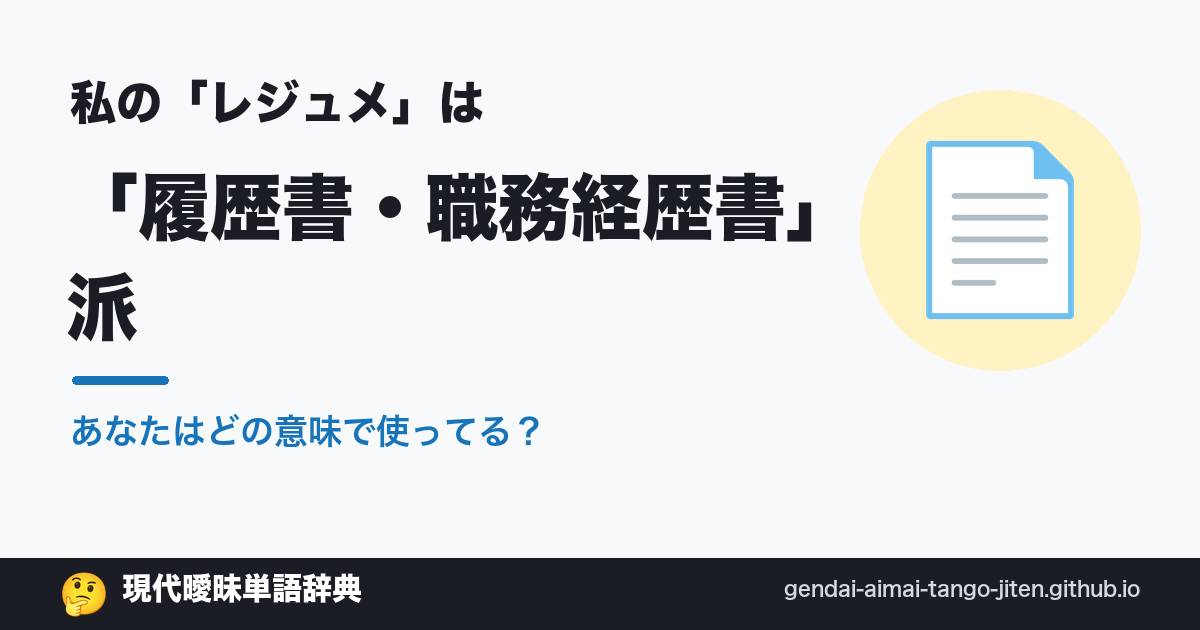 私の「レジュメ」は
「履歴書・職務経歴書」
派
あなたはどの意味で使ってる？
現代曖昧単語辞典
gendai-aimai-tango-jiten.github.io